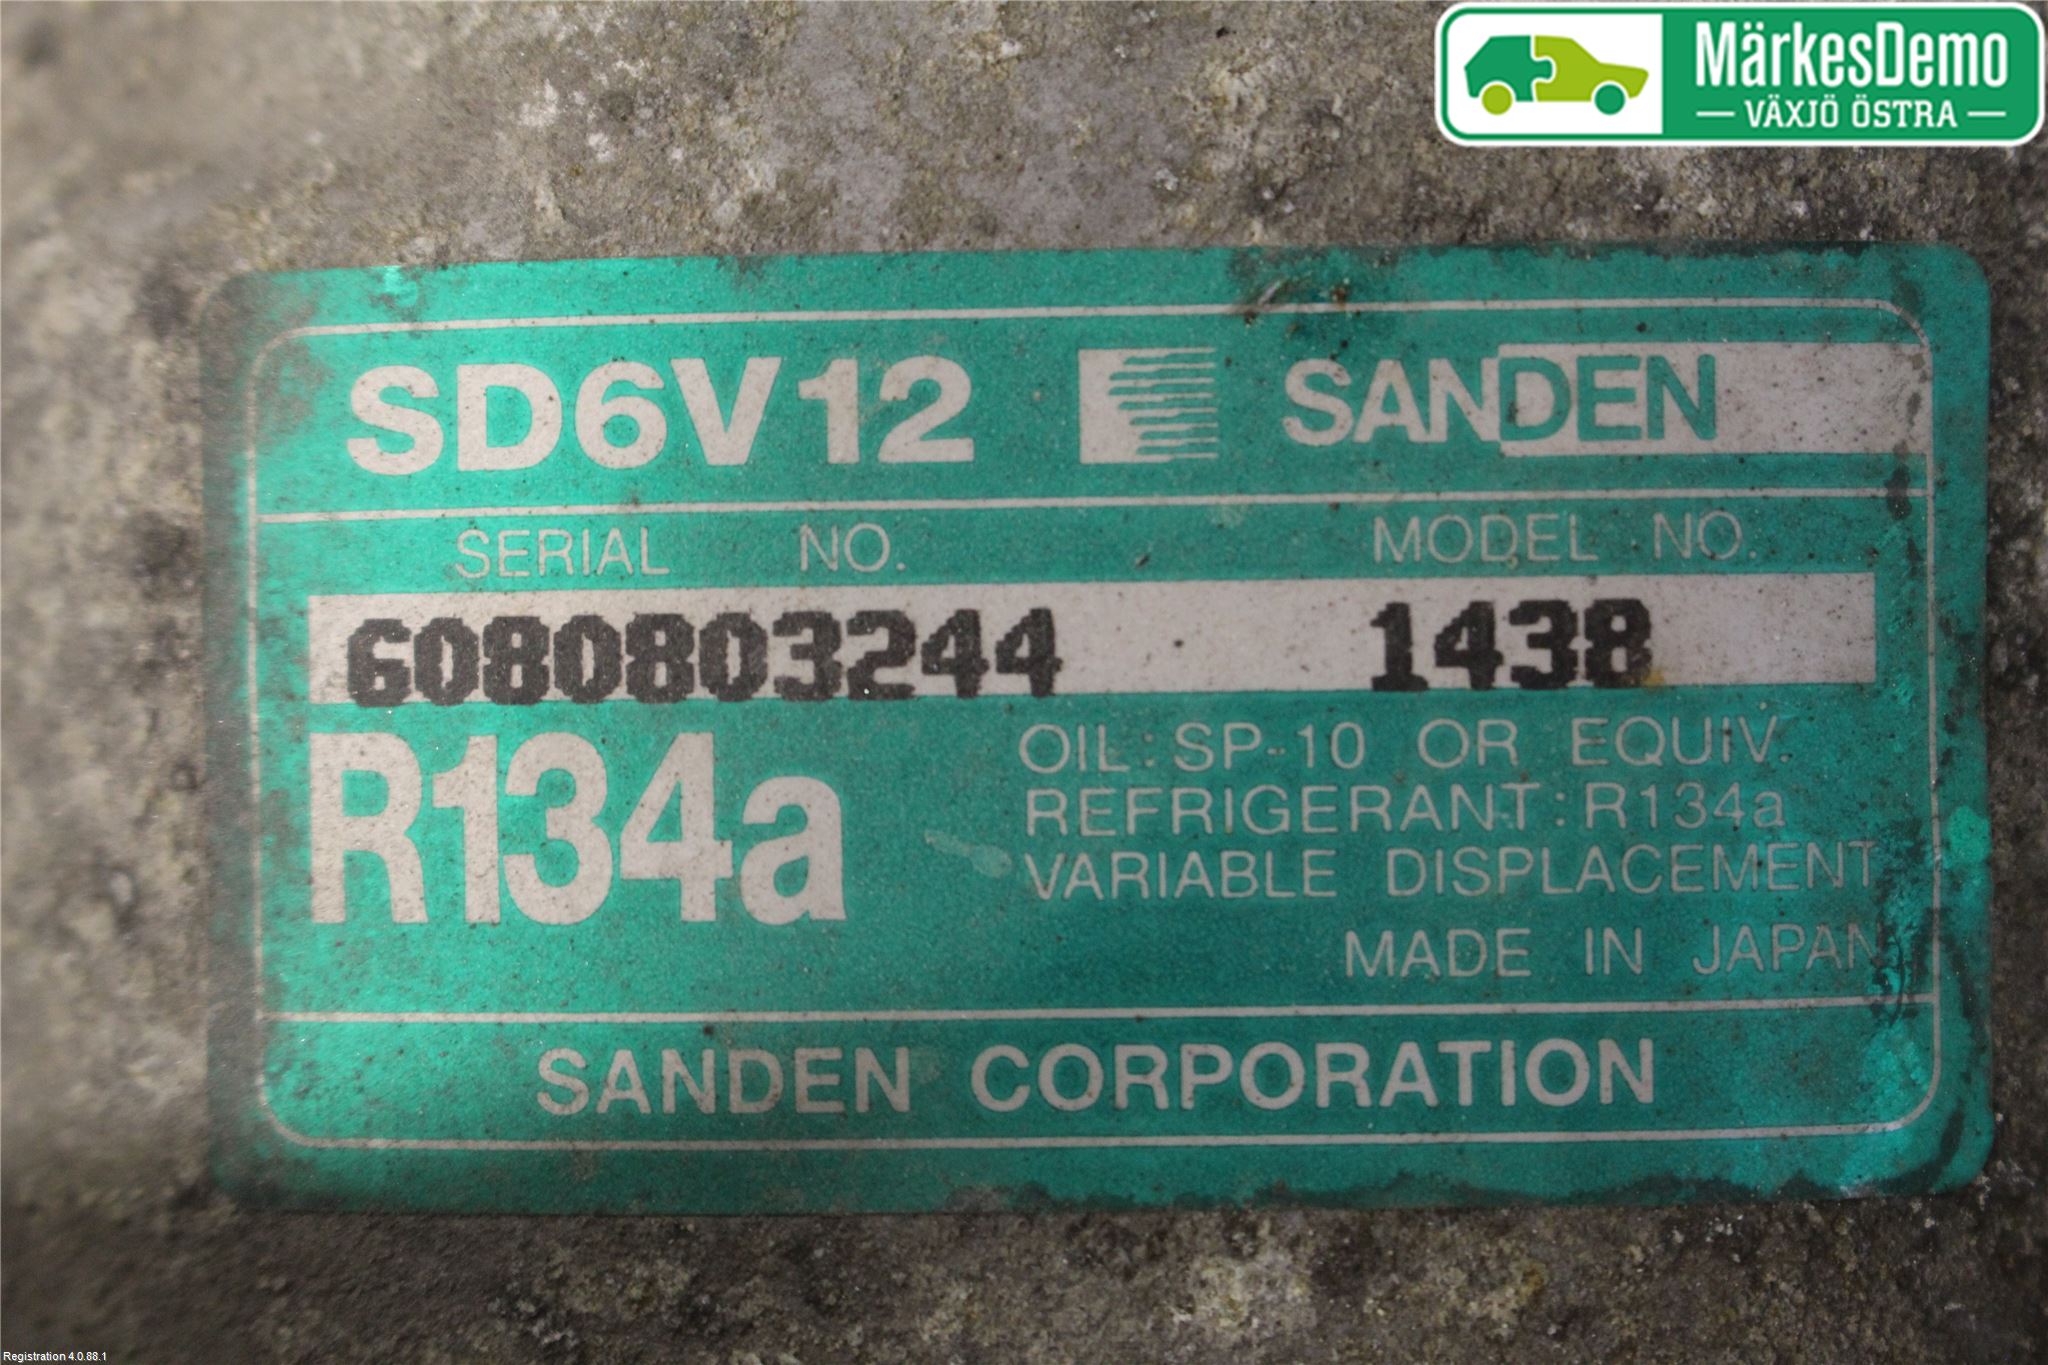 MärkesDemo
VÄXJÖ ÖSTRA
SD6V12 SANDEN
SERIAL NO. MODEL NO.
6080803244 1438
R134a
OIL: SP-10 OR EQUIV.
REFRIGERANT: R134a
VARIABLE DISPLACEMENT
MADE IN JAPAN
SANDEN CORPORATION
Registration 4.0.88.1